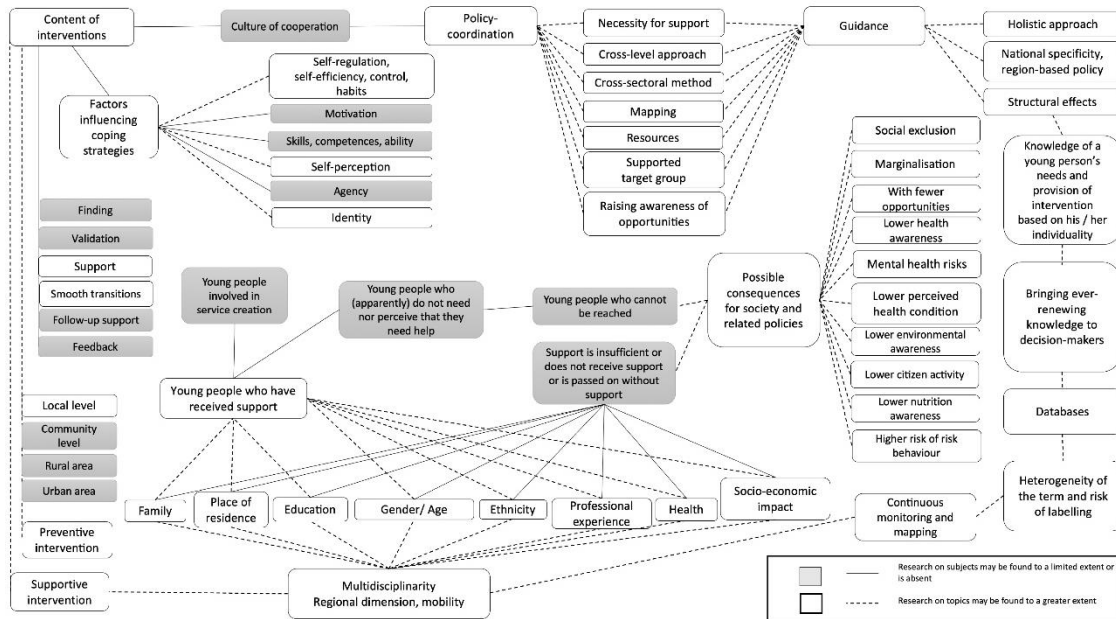 Content of
interventions
Culture of cooperation
Policy-
coordination
Necessity for support
Cross-level approach
Cross-sectoral method
Mapping
Resources
Supported
target group
Raising awareness of
opportunities
Guidance
Holistic approach
National specificity,
region-based policy
Structural effects
Factors
influencing
coping
strategies
Self-regulation,
self-efficiency, control,
habits
Motivation
Skills, competences, ability
Self-perception
Agency
Identity
Finding
Validation
Support
Smooth transitions
Follow-up support
Feedback
Young people
involved in
service creation
Young people who
(apparently) do not need
nor perceive that they
need help
Young people who cannot
be reached
Support is insufficient or
does not receive support
or is passed on without
support
Possible
consequences
for society and
related policies
Social exclusion
Marginalisation
With fewer
opportunities
Lower health
awareness
Mental health risks
Lower perceived
health condition
Lower environmental
awareness
Lower citizen activity
Lower nutrition
awareness
Higher risk of risk
behaviour
Knowledge of a
young person's
needs and
provision of
intervention
based on his / her
individuality
Bringing ever-
renewing
knowledge to
decision-makers
Databases
Heterogeneity of
the term and risk
of labelling
Young people who have
received support
Local level
Community
level
Rural area
Urban area
Preventive
intervention
Supportive
intervention
Family
Place of
residence
Education
Gender/ Age
Ethnicity
Professional
experience
Health
Socio-economic
impact
Continuous
monitoring and
mapping
Multidisciplinarity
Regional dimension, mobility
Research on subjects may be found to a limited extent or
is absent
Research on topics may be found to a greater extent